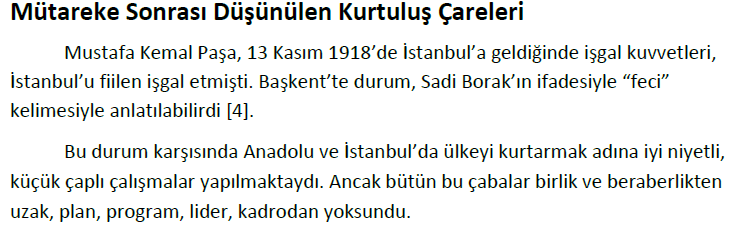 Mütareke Sonrası Düşünülen Kurtuluş Çareleri
Mustafa Kemal Paşa, 13 Kasım 1918’de İstanbul’a geldiğinde işgal kuvvetleri,
İstanbul’u fiilen işgal etmişti. Başkent’te durum, Sadi Borak’ın ifadesiyle “feci”
kelimesiyle anlatılabilirdi [4].
Bu durum karşısında Anadolu ve İstanbul’da ülkeyi kurtarmak adına iyi niyetli,
küçük çaplı çalışmalar yapılmaktaydı. Ancak bütün bu çabalar birlik ve beraberlikten
uzak, plan, program, lider, kadrodan yoksundu.